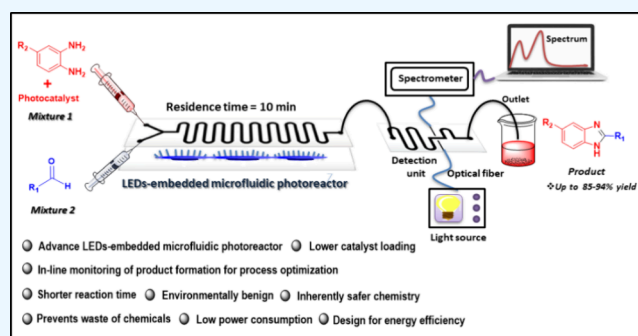 R₂
NH₂
NH₂
+
Photocatalyst
Mixture 1
O
R₁
H
Mixture 2
Residence time = 10 min
LEDs-embedded microfluidic photoreactor
Spectrometer
Spectrum
Detection
unit
Optical fiber
Light source
Outlet
R₂
N
R₁
N
H
Product
❖Up to 85-94% yield
Advance LEDs-embedded microfluidic photoreactor
Lower catalyst loading
In-line monitoring of product formation for process optimization
Shorter reaction time
Environmentally benign
Inherently safer chemistry
Prevents waste of chemicals
Low power consumption
Design for energy efficiency